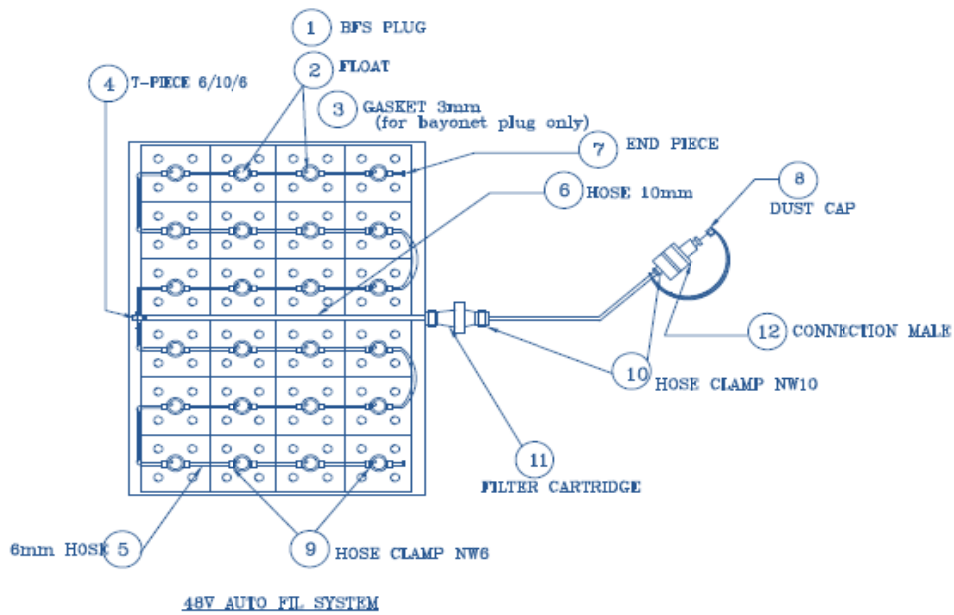 1 BFS PLUG
2 FLOAT
4 T-PIECE 6/10/6
3 GASKET 3mm
(for bayonet plug only)
7 END PIECE
6 HOSE 10mm
8
DUST CAP
12 CONNECTION MALE
10 HOSE CLAMP NW10
11
FILTER CARTRIDGE
6mm HOSE 5
9 HOSE CLAMP NW6
48V AUTO FIL SYSTEM